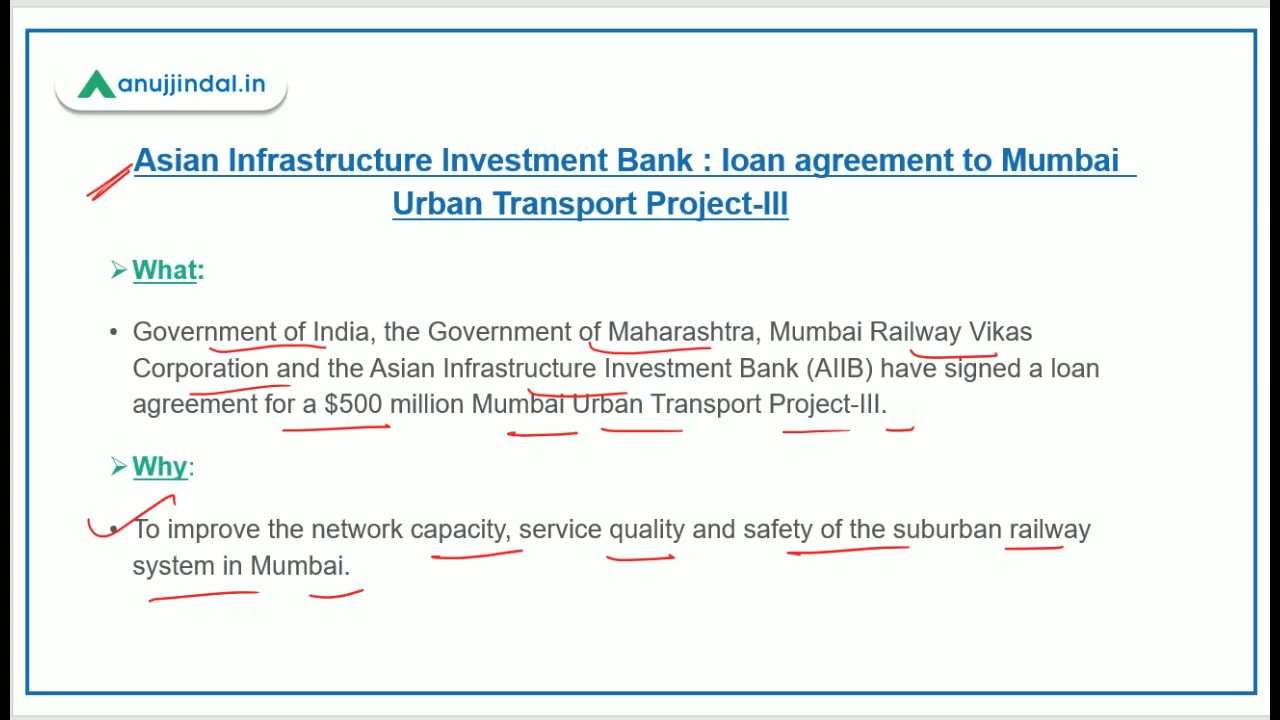 anujjindal.in
Asian Infrastructure Investment Bank : loan agreement to Mumbai
Urban Transport Project-III
What:
• Government of India, the Government of Maharashtra, Mumbai Railway Vikas
Corporation and the Asian Infrastructure Investment Bank (AIIB) have signed a loan
agreement for a $500 million Mumbai Urban Transport Project-III.
Why:
• To improve the network capacity, service quality and safety of the suburban railway
system in Mumbai.